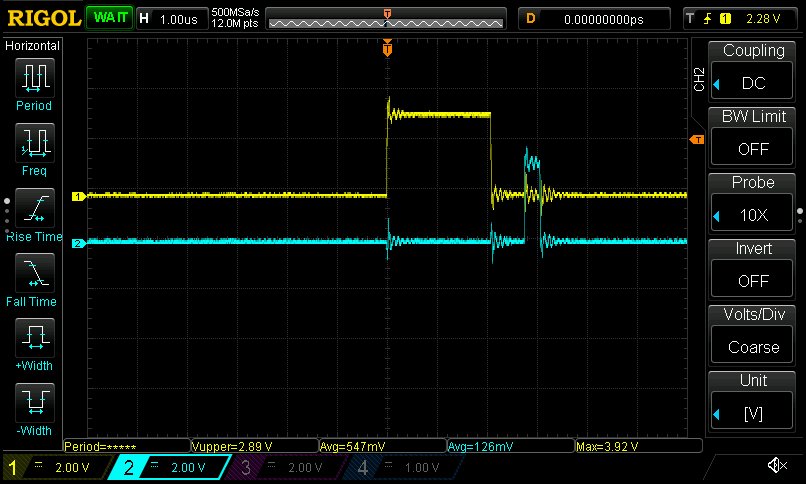 RIGOL WAIT H 1.00us 500MSa/s 12.0M pts T D 0.00000000ps T 1 2.28 V
Horizontal
Period
Freq
Rise Time
Fall Time
+Width
-Width
T
1
2
T
CH2
Coupling
DC
BW Limit
OFF
Probe
10X
Invert
OFF
Volts/Div
Coarse
Unit
[V]
Period=***** Vupper=2.89 V Avg=547mV Avg=126mV Max=3.92 V
1 2.00 V 2 2.00 V 3 2.00 V 4 1.00 V